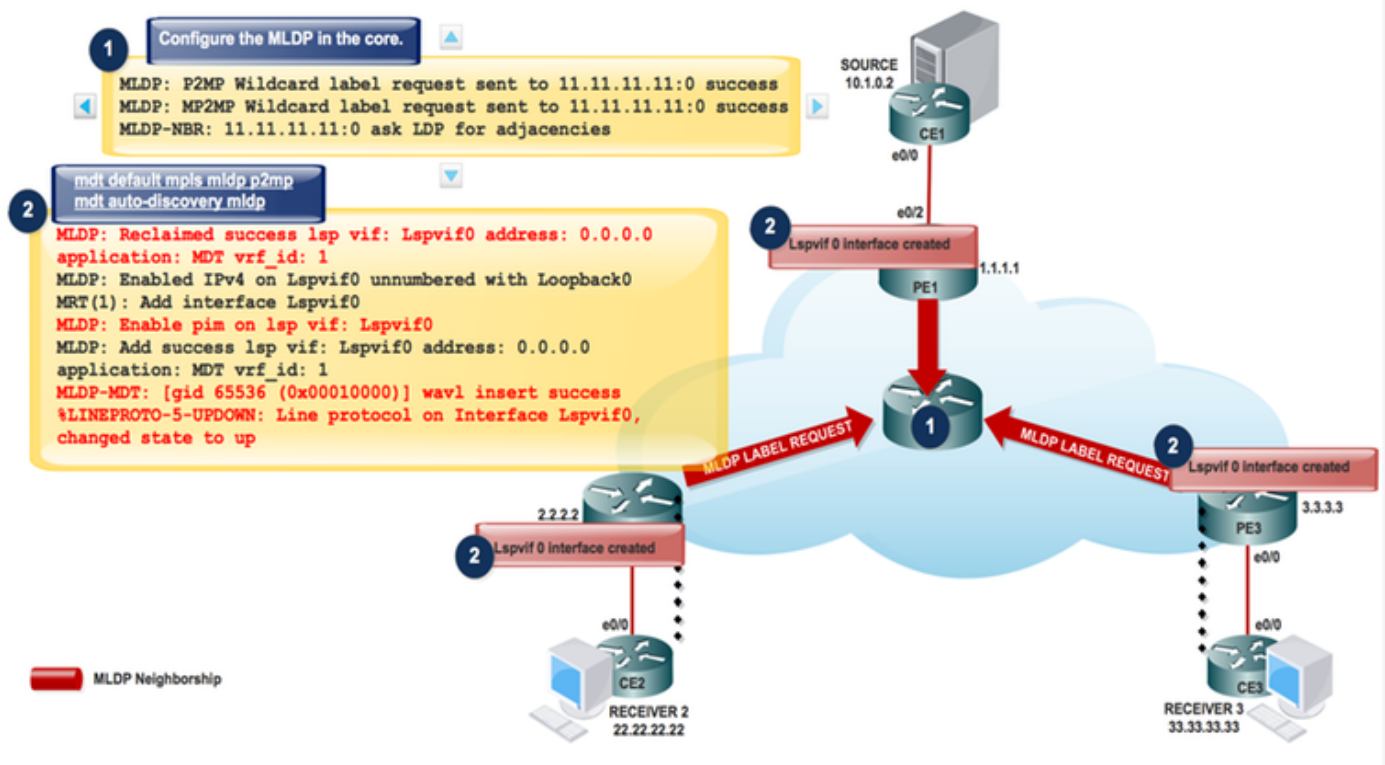 1
Configure the MLDP in the core.
MLDP: P2MP Wildcard label request sent to 11.11.11.11:0 success
MLDP: MP2MP Wildcard label request sent to 11.11.11.11:0 success
MLDP-NBR: 11.11.11.11:0 ask LDP for adjacencies
2
mdt default mpls mldp p2mp
mdt auto-discovery mldp
MLDP: Reclaimed success lsp vif: Lspvif0 address: 0.0.0.0
application: MDT vrf_id: 1
MLDP: Enabled IPv4 on Lspvif0 unnumbered with Loopback0
MRT(1): Add interface Lspvif0
MLDP: Enable pim on lsp vif: Lspvif0
MLDP: Add success lsp vif: Lspvif0 address: 0.0.0.0
application: MDT vrf_id: 1
MLDP-MDT: [gid 65536 (0x00010000)] wavl insert success
%LINEPROTO-5-UPDOWN: Line protocol on Interface Lspvif0,
changed state to up
SOURCE
10.1.0.2
CE1
e0/0
e0/2
2
Lspvif 0 interface created
1.1.1.1
PE1
1
MLDP LABEL REQUEST
MLDP LABEL REQUEST
2
Lspvif 0 interface created
3.3.3.3
PE3
e0/0
2.2.2.2
2
Lspvif 0 interface created
e0/0
CE2
RECEIVER 2
22.22.22.22
e0/0
CE3
RECEIVER 3
33.33.33.33
MLDP Neighborship